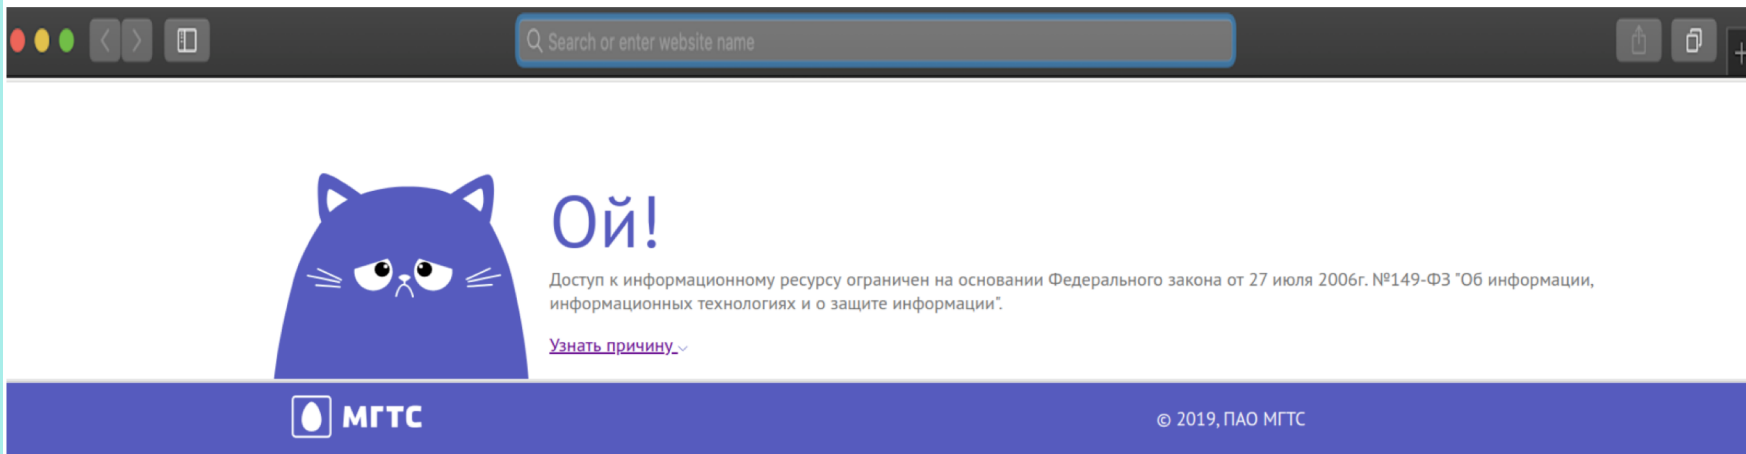 Search or enter website name
Ой!
Доступ к информационному ресурсу ограничен на основании Федерального закона от 27 июля 2006г. №149-ФЗ "Об информации,
информационных технологиях и о защите информации".
Узнать причину
МГТС
© 2019, ПАО МГТС